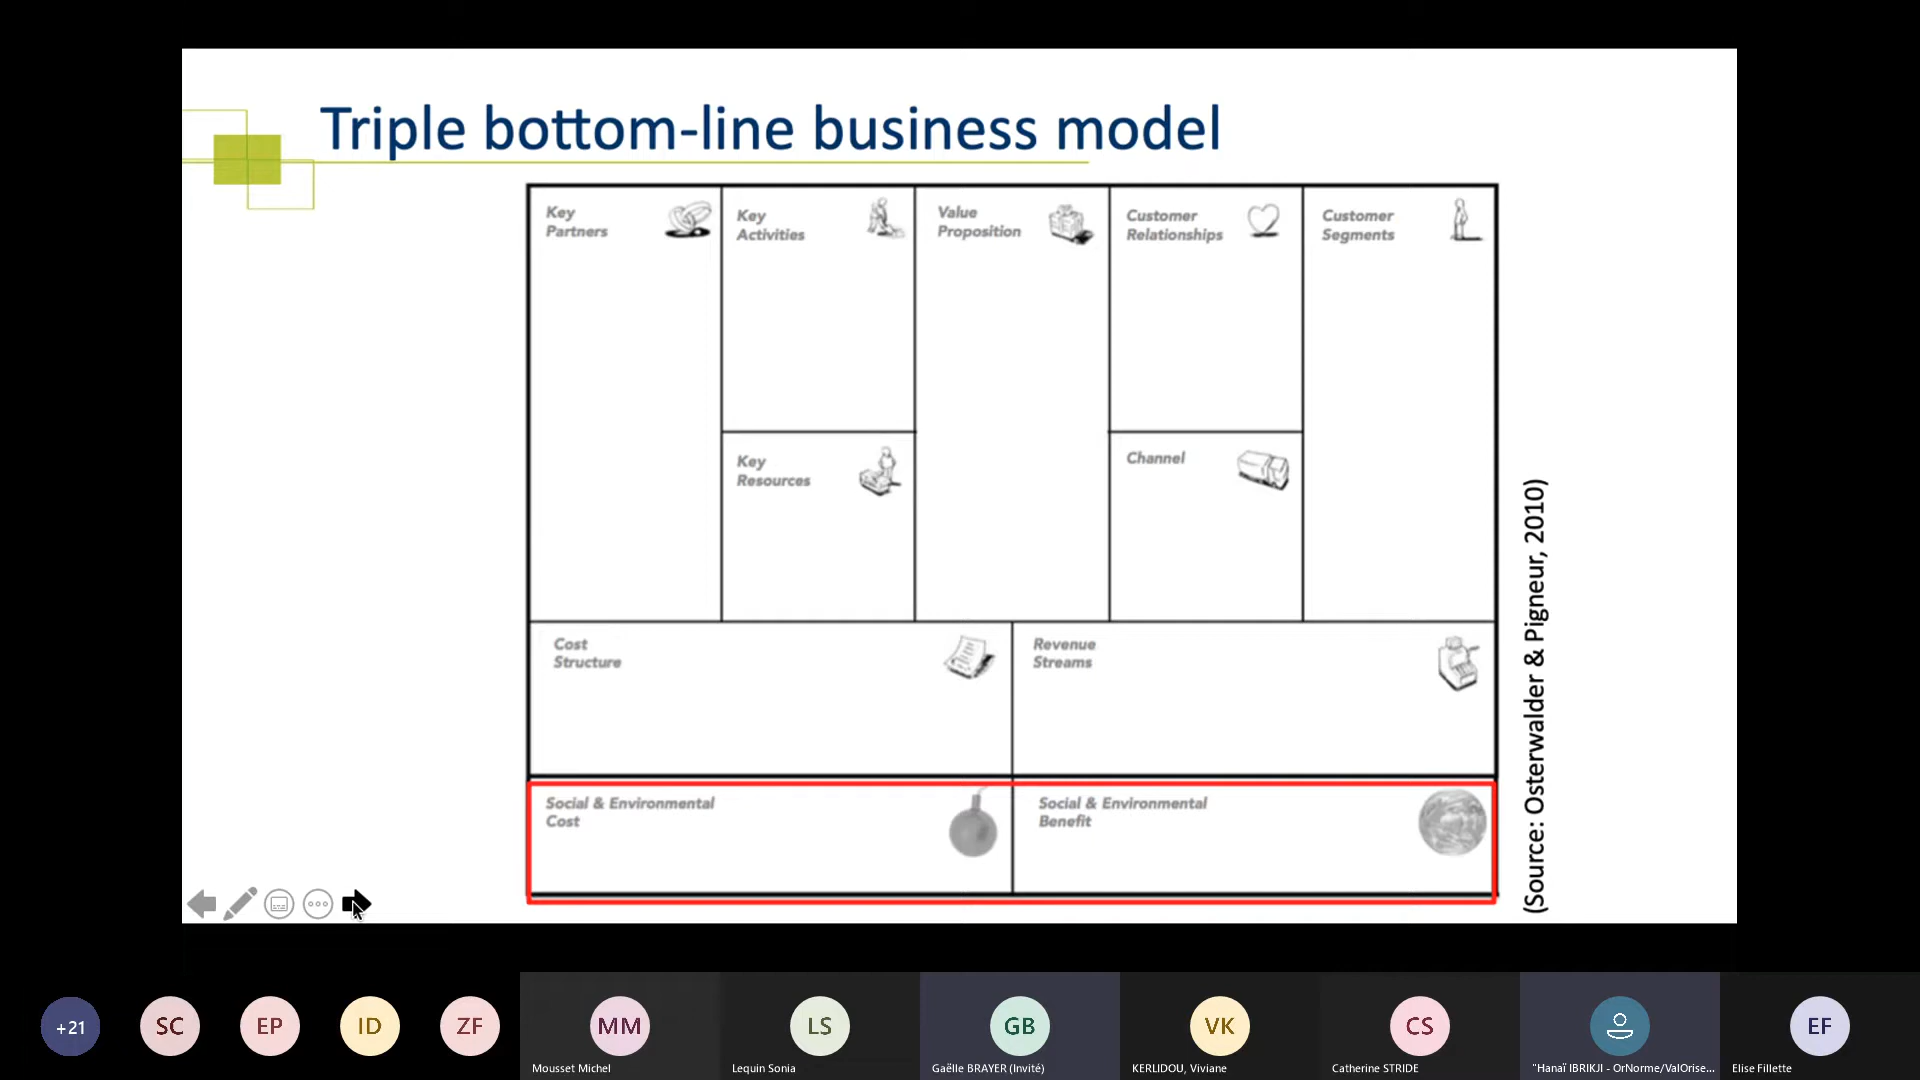 Triple bottom-line business model
Key
Partners
Key
Activities
Value
Proposition
Customer
Relationships
Customer
Segments
Key
Resources
Channel
Cost
Structure
Revenue
Streams
Social & Environmental
Cost
Social & Environmental
Benefit
(Source: Osterwalder & Pigneur, 2010)
+21
SC
EP
ID
ZF
MM
LS
GB
VK
CS
EF
Mousset Michel
Lequin Sonia
Gaëlle BRAYER (Invité)
KERLIDOU, Viviane
Catherine STRIDE
"Hanaï IBRIKJI - OrNorme/ValOrise...
Elise Fillette